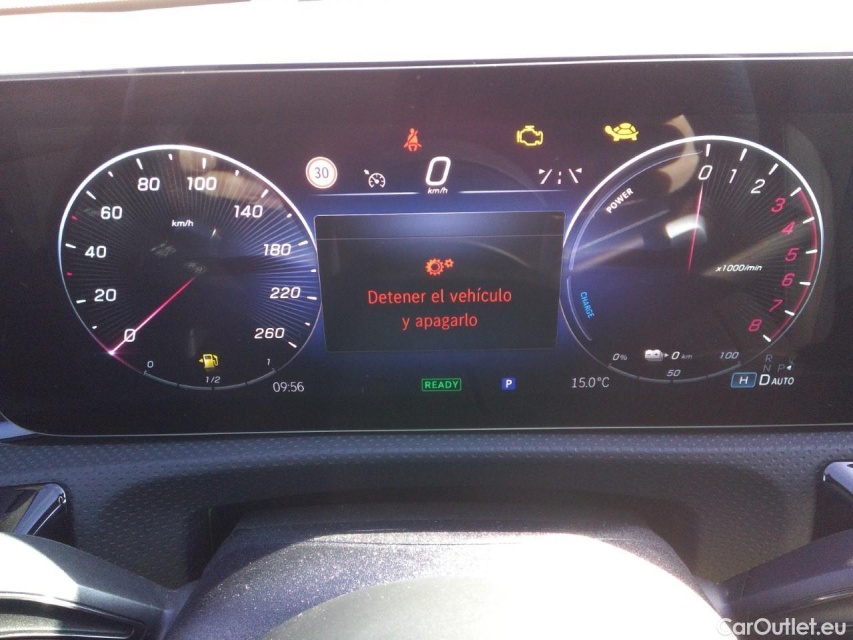 30
0
km/h
80
100
60
140
km/h
40
180
20
220
0
260
0
1/2
1
09:56
Detener el vehículo
y apagarlo
READY
P
15.0°C
POWER
CHARGE
0
1
2
3
4
5
6
7
8
x1000/min
0%
0 km
100
50
R
N P
H
D AUTO
CarOutlet.eu